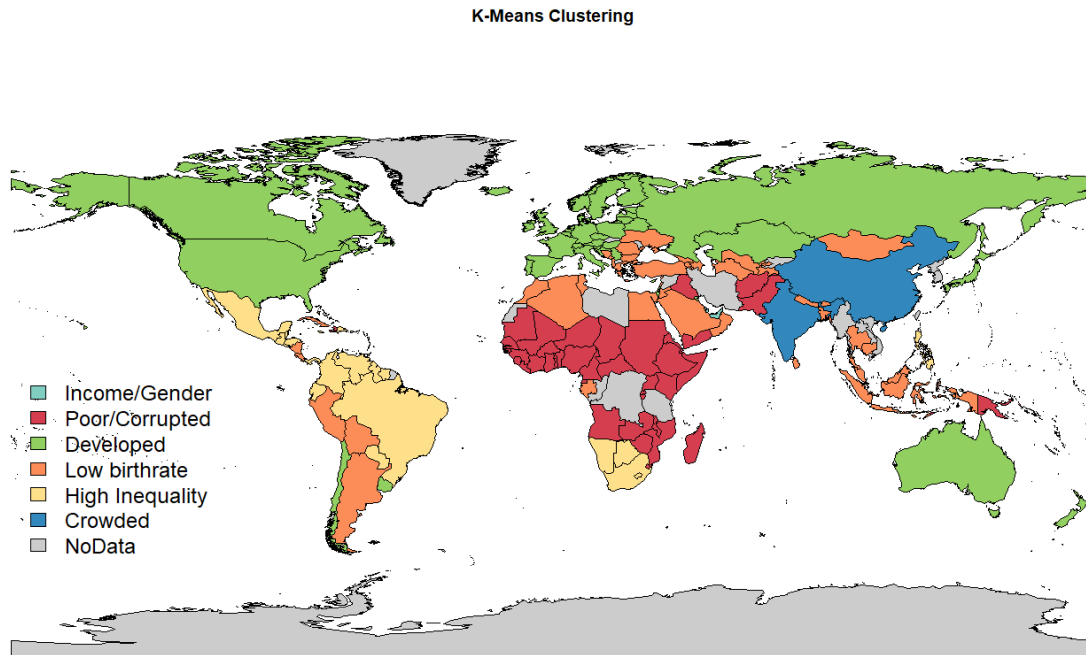 K-Means Clustering
Income/Gender
Poor/Corrupted
Developed
Low birthrate
High Inequality
Crowded
NoData